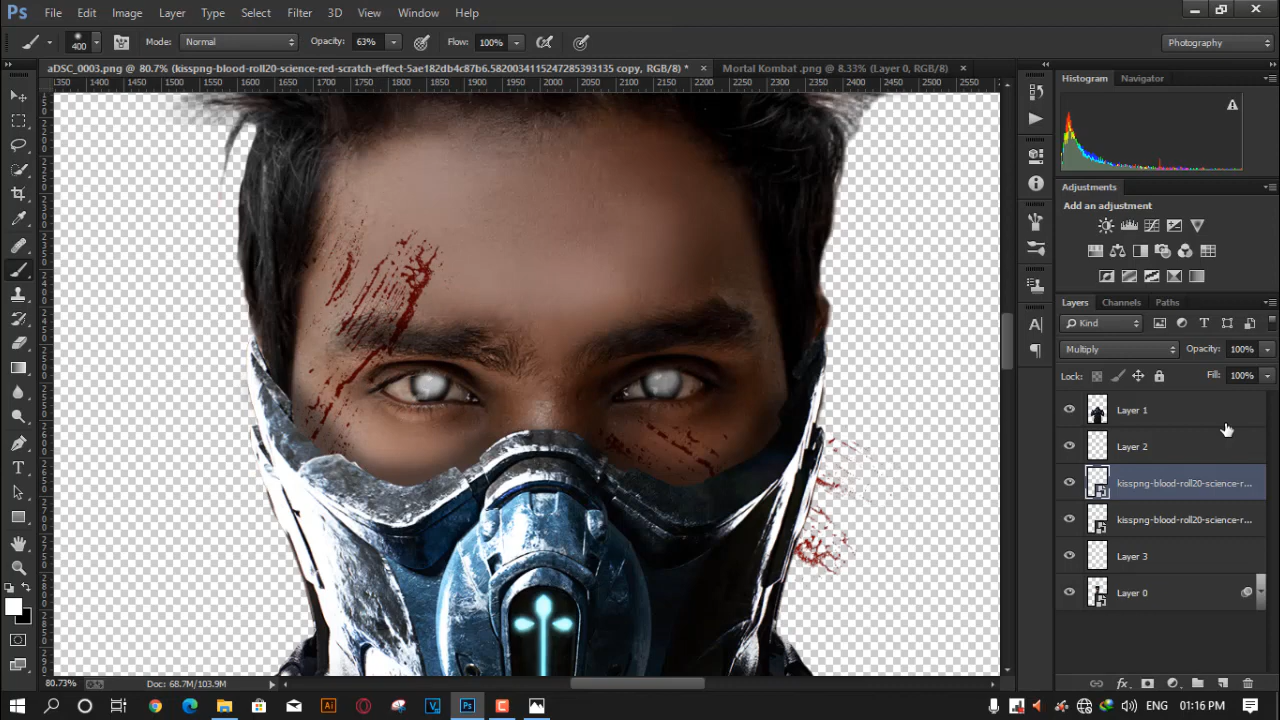 Ps File Edit Image Layer Type Select Filter 3D View Window Help
400 Mode: Normal Opacity: 63% Flow: 100% Photography
aDSC_0003.png @ 80.7% (kisspng-blood-roll20-science-red-scratch-effect-5ae182db4c87b6.5820034115247285393135 copy, RGB/8) * × Mortal Kombat .png @ 8.33% (Layer 0, RGB/8) ×
1350 1400 1450 1500 1550 1600 1650 1700 1750 1800 1850 1900 1950 2000 2050 2100 2150 2200 2250 2300 2350 2400 2450 2500 2550
Histogram Navigator
Adjustments
Add an adjustment
Layers Channels Paths
Kind
Multiply Opacity: 100%
Lock: Fill: 100%
Layer 1
Layer 2
kisspng-blood-roll20-science-r...
kisspng-blood-roll20-science-r...
Layer 3
Layer 0
80.73% Doc: 68.7M/103.9M
Ai Ps ENG 01:16 PM